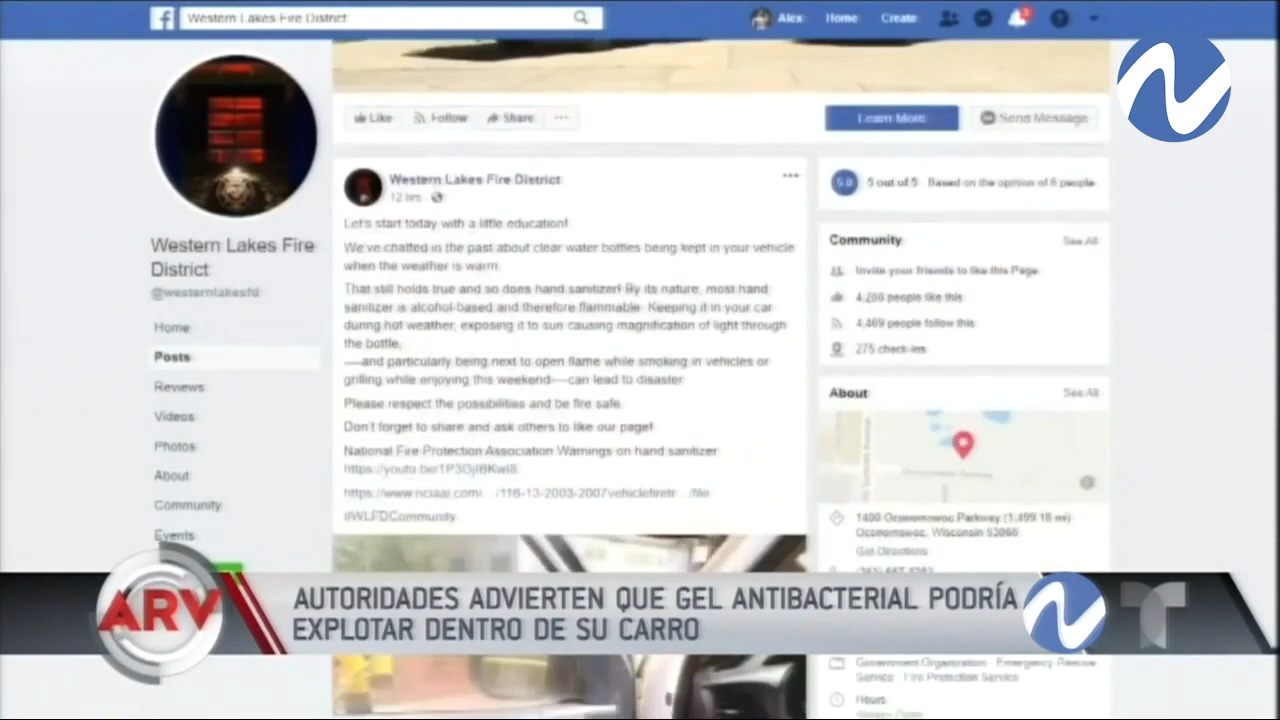 Western Lakes Fire District
Alex
Home
Create
Like
Follow
Share
Learn More
Send Message
Western Lakes Fire
District
@westernlakesfd
Home
Posts
Reviews
Videos
Photos
About
Community
Events
Western Lakes Fire District
12 hrs
Let's start today with a little education!
We've chatted in the past about clear water bottles being kept in your vehicle
when the weather is warm.
That still holds true and so does hand sanitizer! By its nature, most hand
sanitizer is alcohol-based and therefore flammable. Keeping it in your car
during hot weather, exposing it to sun causing magnification of light through
the bottle,
—and particularly being next to open flame while smoking in vehicles or
grilling while enjoying this weekend—can lead to disaster.
Please respect the possibilities and be fire safe.
Don't forget to share and ask others to like our page!
National Fire Protection Association Warnings on hand sanitizer
#WLFDCommunity
5.0
5 out of 5 · Based on the opinion of 6 people
Community
See All
Invite your friends to like this Page
4,288 people like this
4,469 people follow this
275 check-ins
About
See All
1400 Oconomowoc Parkway (1,499.18 mi)
Oconomowoc, Wisconsin 53066
Get Directions
ARV
AUTORIDADES ADVIERTEN QUE GEL ANTIBACTERIAL PODRÍA
EXPLOTAR DENTRO DE SU CARRO
Government Organization · Emergency Rescue
Service · Fire Protection Service
Hours
Always Open